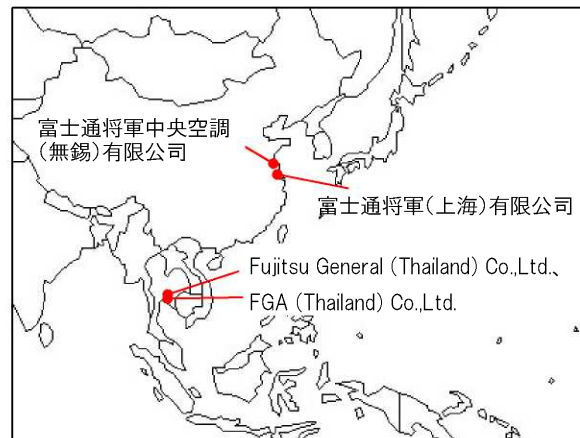 富士通将軍中央空調
（無錫）有限公司
富士通将軍（上海）有限公司
Fujitsu General (Thailand) Co.,Ltd.、
FGA (Thailand) Co.,Ltd.